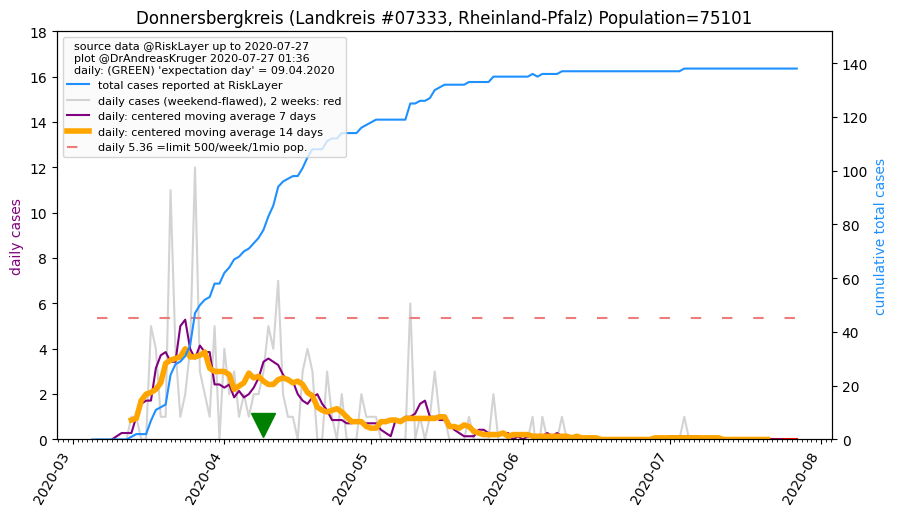 Donnersbergkreis (Landkreis #07333, Rheinland-Pfalz) Population=75101
source data @RiskLayer up to 2020-07-27
plot @DrAndreasKruger 2020-07-27 01:36
daily: (GREEN) 'expectation day' = 09.04.2020
total cases reported at RiskLayer
daily cases (weekend-flawed), 2 weeks: red
daily: centered moving average 7 days
daily: centered moving average 14 days
daily 5.36 =limit 500/week/1mio pop.
daily cases
18
16
14
12
10
8
6
4
2
0
cumulative total cases
140
120
100
80
60
40
20
0
2020-03
2020-04
2020-05
2020-06
2020-07
2020-08